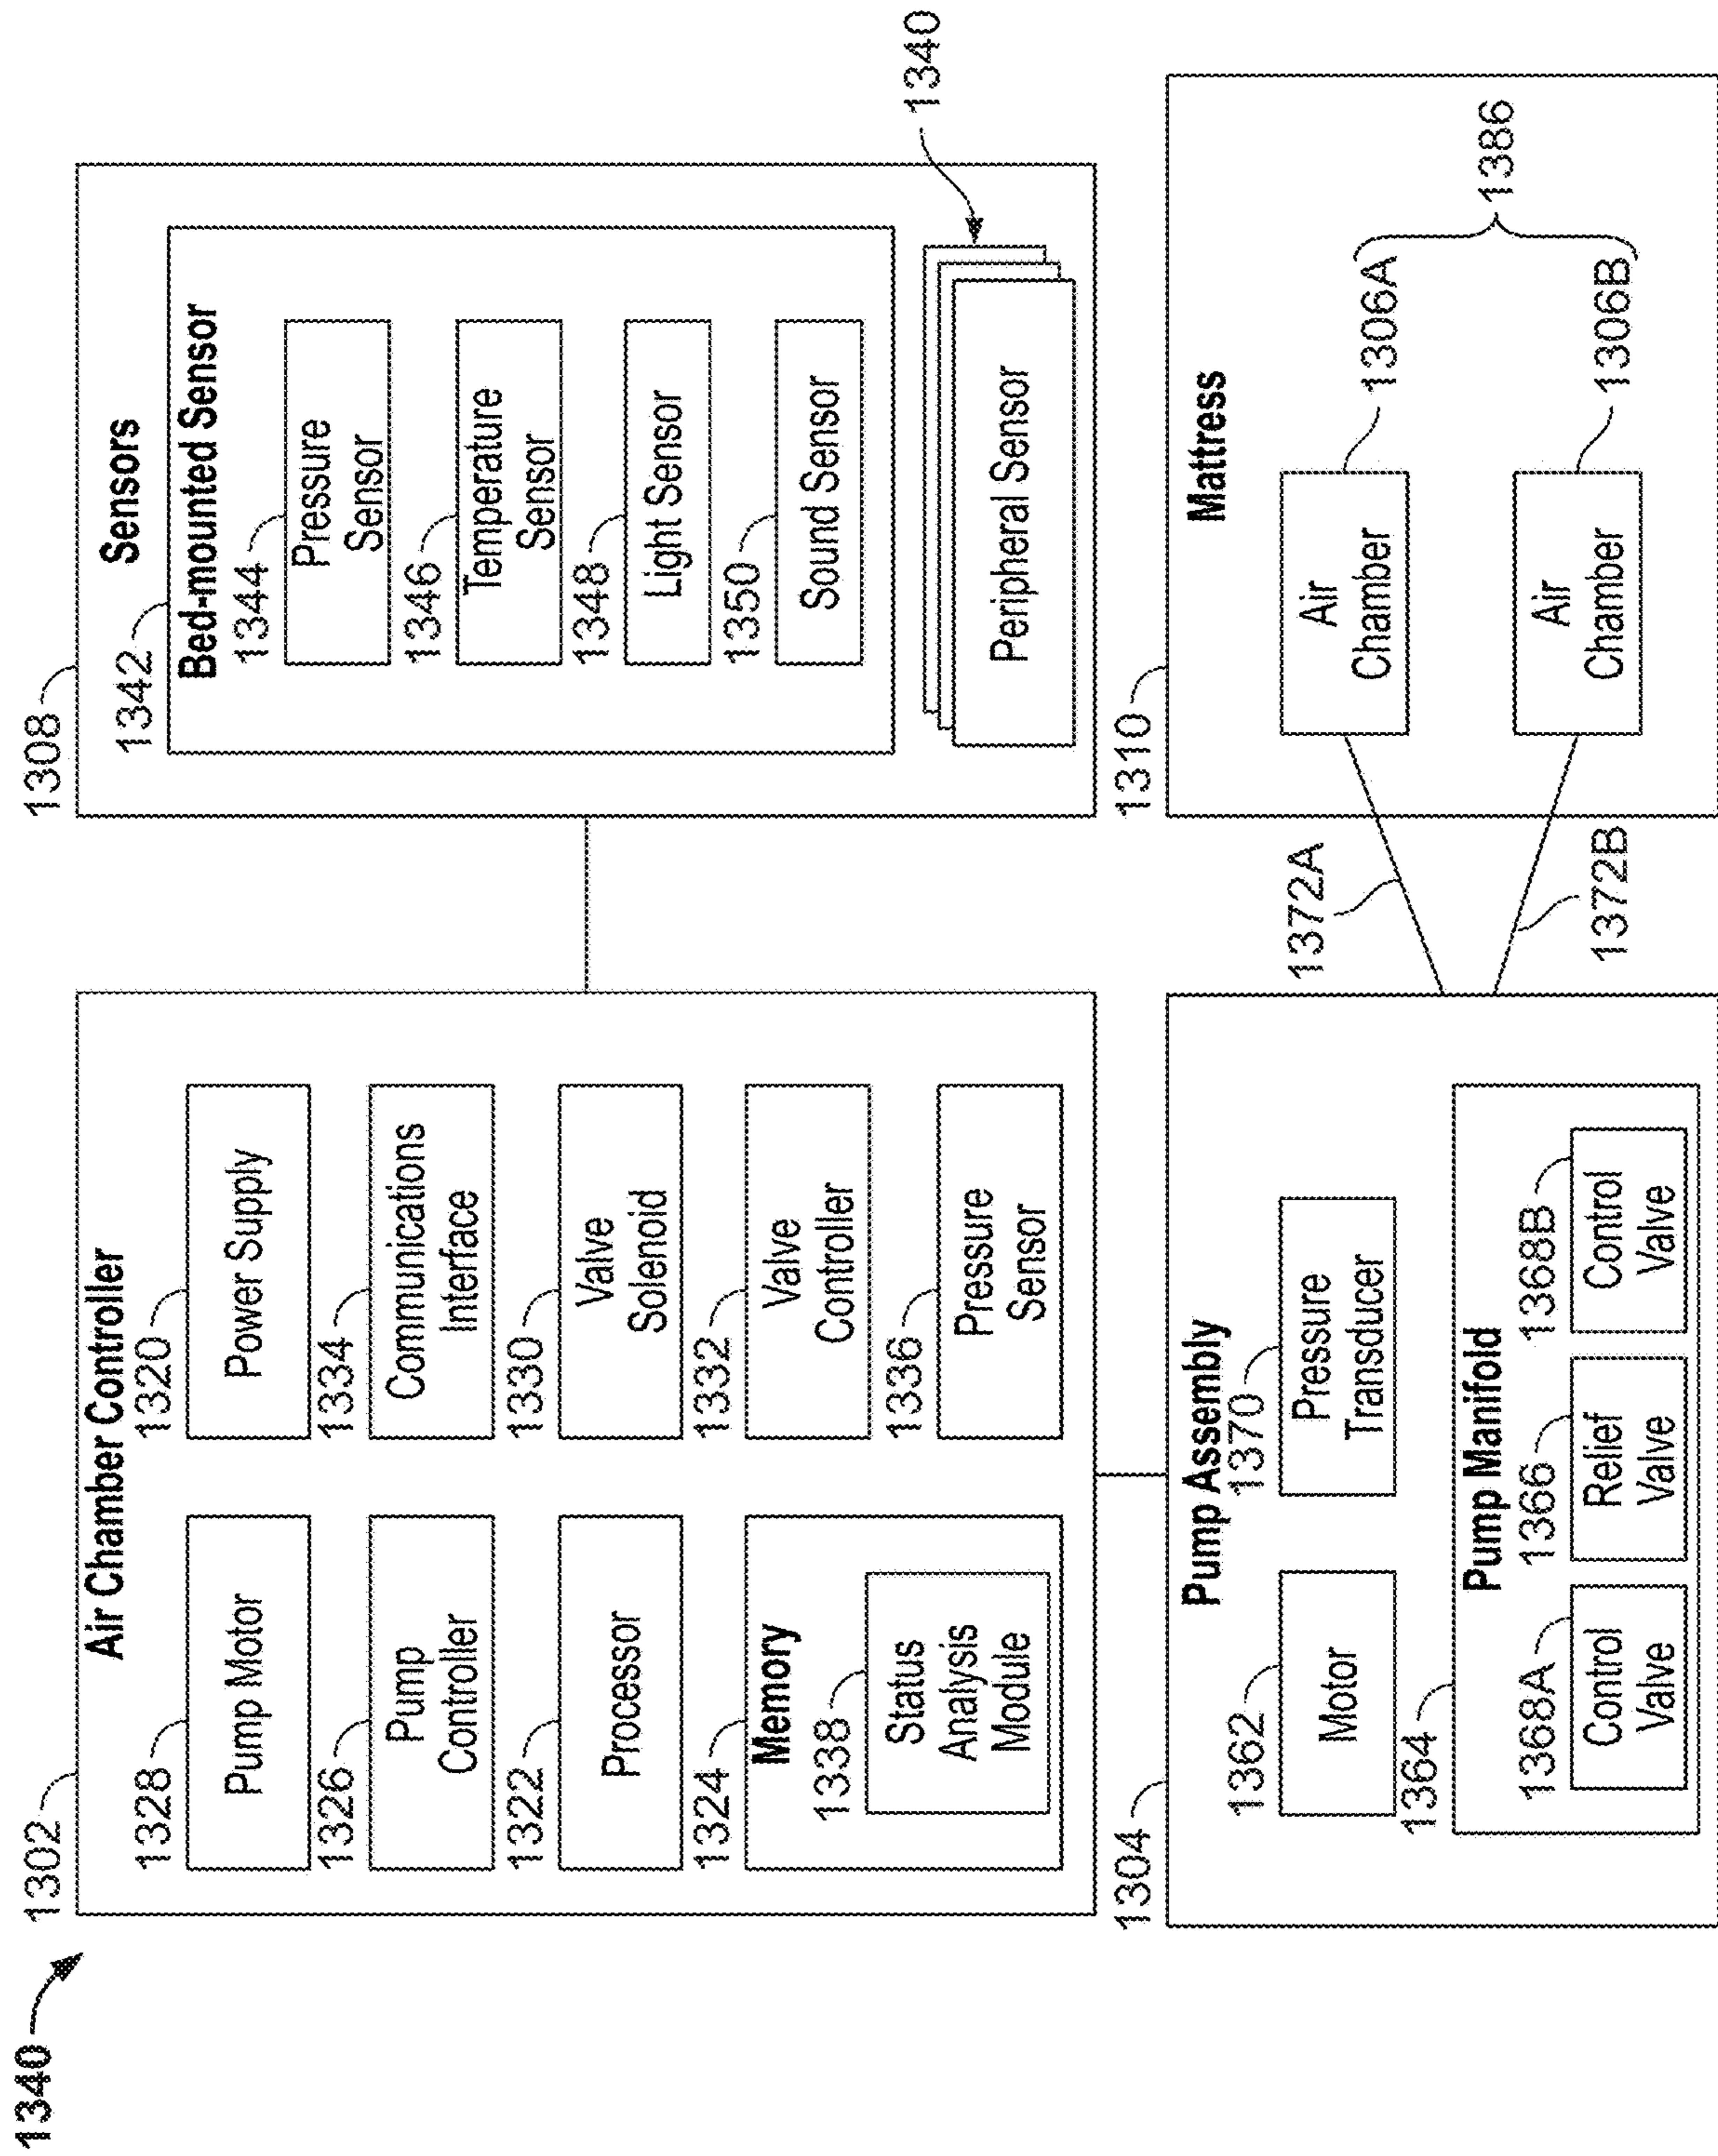 1340
1302
Air Chamber Controller
1328
Pump Motor
1326
Pump
Controller
1322
Processor
1324
Memory
1338
Status
Analysis
Module
1320
Power Supply
1334
Communications
Interface
1330
Valve
Solenoid
1332
Valve
Controller
1336
Pressure
Sensor
1308
Sensors
1342
Bed-mounted Sensor
1344
Pressure
Sensor
1346
Temperature
Sensor
1348
Light Sensor
1350
Sound Sensor
Peripheral Sensor
1340
1304
Pump Assembly
1362
Motor
1370
Pressure
Transducer
1364
Pump Manifold
1368A
Control
Valve
1366
Relief
Valve
1368B
Control
Valve
1372A
1372B
1310
Mattress
Air
Chamber
1306A
Air
Chamber
1306B
1386